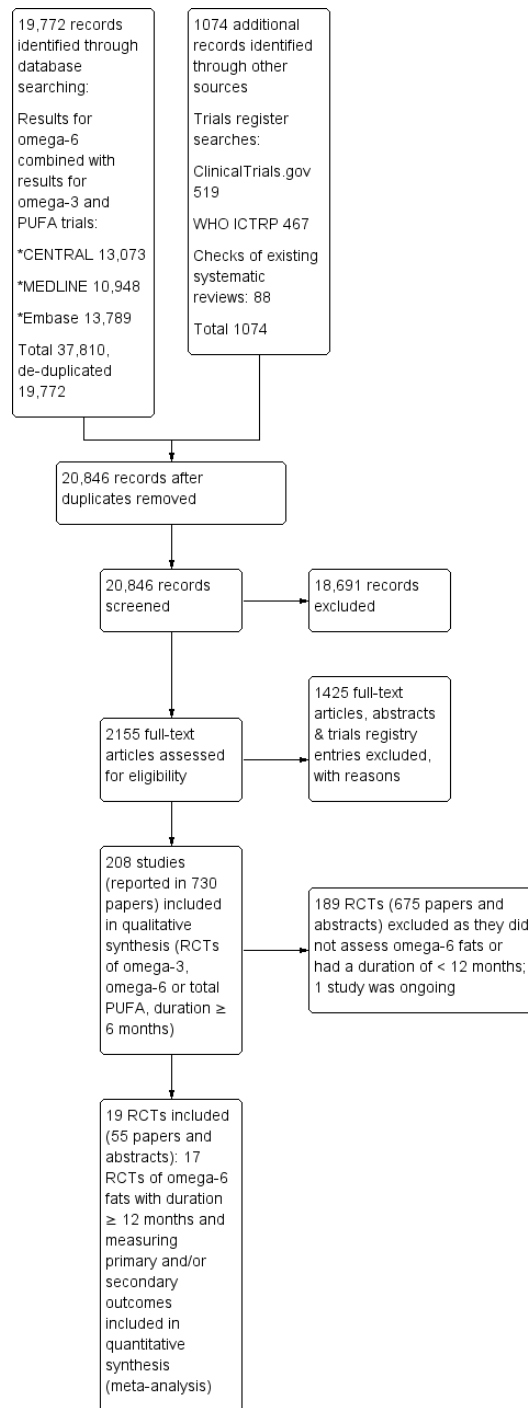 19,772 records
identified through
database
searching:
Results for
omega-6
combined with
results for
omega-3 and
PUFA trials:
*CENTRAL 13,073
*MEDLINE 10,948
*Embase 13,789
Total 37,810,
de-duplicated
19,772
1074 additional
records identified
through other
sources
Trials register
searches:
ClinicalTrials.gov
519
WHO ICTRP 467
Checks of existing
systematic
reviews: 88
Total 1074
20,846 records after
duplicates removed
20,846 records
screened
18,691 records
excluded
2155 full-text
articles assessed
for eligibility
1425 full-text
articles, abstracts
& trials registry
entries excluded,
with reasons
208 studies
(reported in 730
papers) included
in qualitative
synthesis (RCTs
of omega-3,
omega-6 or total
PUFA, duration ≥
6 months)
189 RCTs (675 papers and
abstracts) excluded as they did
not assess omega-6 fats or
had a duration of < 12 months;
1 study was ongoing
19 RCTs included
(55 papers and
abstracts): 17
RCTs of omega-6
fats with duration
≥ 12 months and
measuring
primary and/or
secondary
outcomes
included in
quantitative
synthesis
(meta-analysis)